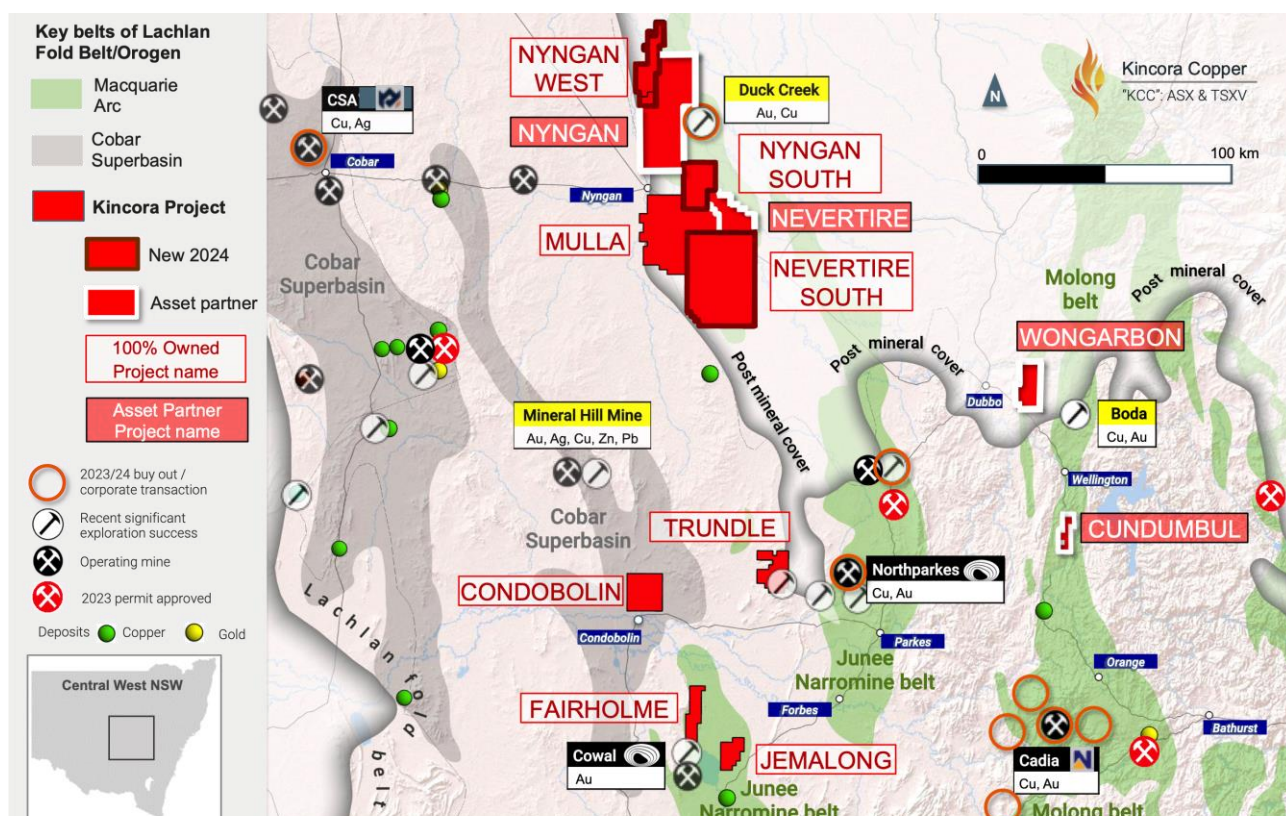 Key belts of Lachlan
Fold Belt/Orogen
Macquarie
Arc
Cobar
Superbasin
Kincora Project
New 2024
Asset partner
100% Owned
Project name
Asset Partner
Project name
2023/24 buy out /
corporate transaction
Recent significant
exploration success
Operating mine
2023 permit approved
Deposits
Copper
Gold
Central West NSW
CSA
Cu, Ag
Cobar
NYNGAN
WEST
NYNGAN
Duck Creek
Au, Cu
NYNGAN
SOUTH
Nyngan
NEVERTIRE
MULLA
NEVERTIRE
SOUTH
N
Kincora Copper
"KCC": ASX & TSXV
0
100 km
Cobar
Superbasin
Molong
belt
Post mineral cover
WONGARBON
Post mineral cover
Post mineral cover
Dubbo
Boda
Cu, Au
Mineral Hill Mine
Au, Ag, Cu, Zn, Pb
Wellington
Cobar
Superbasin
TRUNDLE
CUNDUMBUL
Northparkes
Cu, Au
CONDOBOLIN
Condobolin
Parkes
Lachlan fold belt
Junee
Narromine belt
Orange
FAIRHOLME
Forbes
Bathurst
Cowal
Au
JEMALONG
Cadia
N
Cu, Au
Junee
Narromine belt
Molong belt